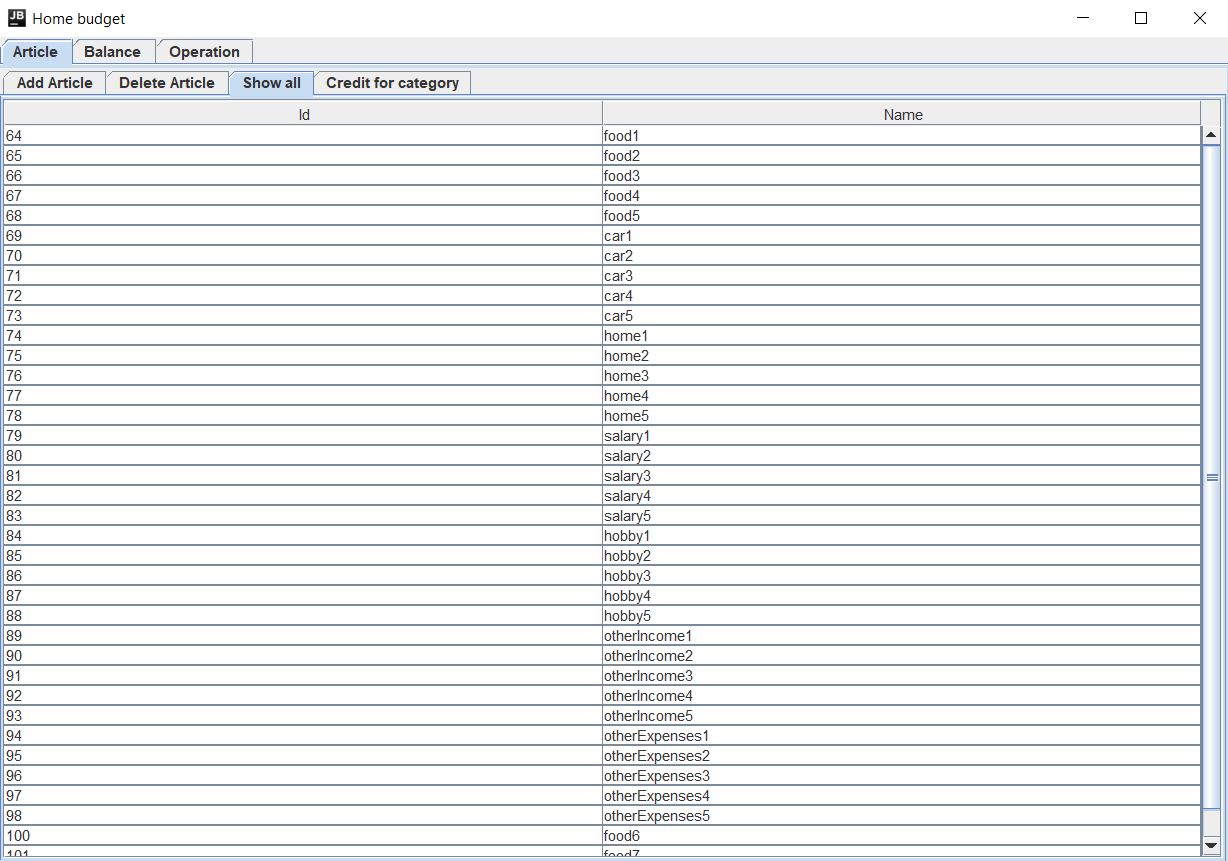 JB Home budget
Article Balance Operation
Add Article Delete Article Show all Credit for category
Id Name
64 food1
65 food2
66 food3
67 food4
68 food5
69 car1
70 car2
71 car3
72 car4
73 car5
74 home1
75 home2
76 home3
77 home4
78 home5
79 salary1
80 salary2
81 salary3
82 salary4
83 salary5
84 hobby1
85 hobby2
86 hobby3
87 hobby4
88 hobby5
89 otherIncome1
90 otherIncome2
91 otherIncome3
92 otherIncome4
93 otherIncome5
94 otherExpenses1
95 otherExpenses2
96 otherExpenses3
97 otherExpenses4
98 otherExpenses5
100 food6
101 food7